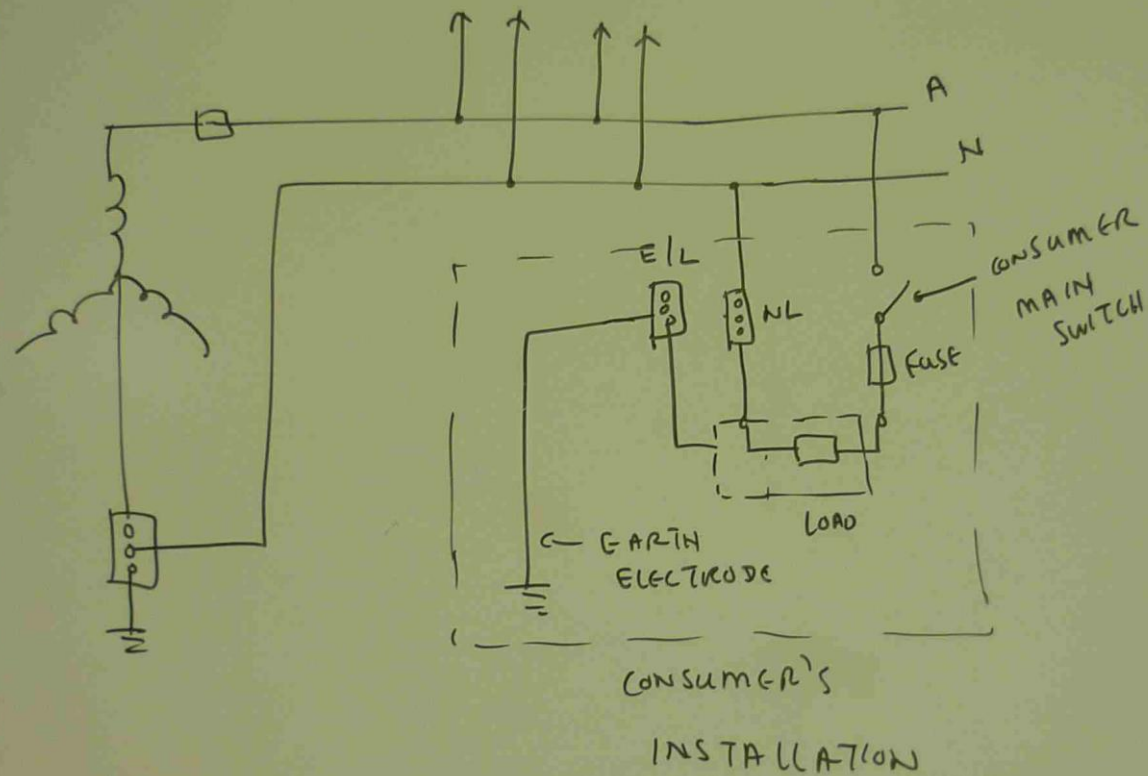 A
N
E/L
NL
CONSUMER
MAIN
SWITCH
FUSE
LOAD
EARTH
ELECTRODE
CONSUMER'S
INSTALLATION